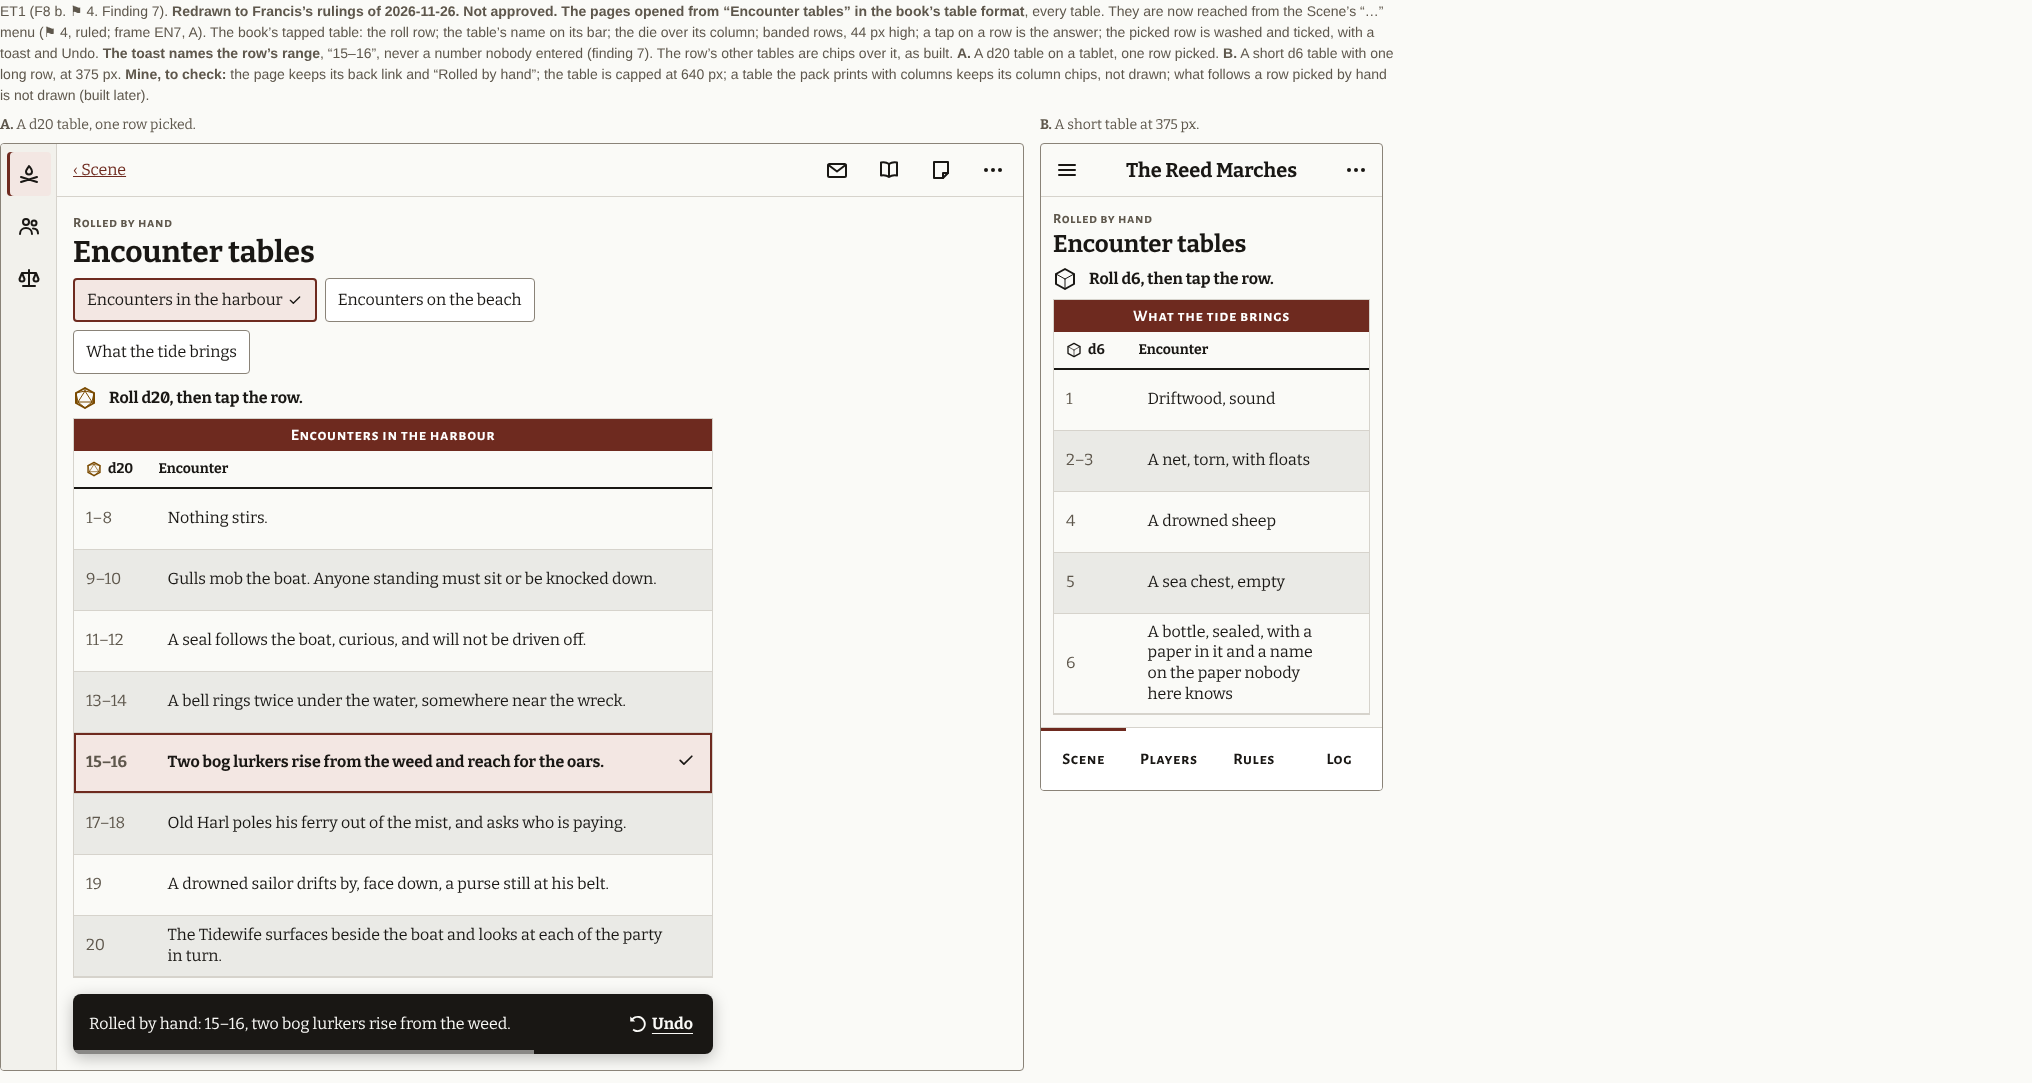 ET1 (F8 b. ⚑ 4. Finding 7). Redrawn to Francis’s rulings of 2026-11-26. Not approved. The pages opened from “Encounter tables” in the book’s table format, every table. They are now reached from the Scene’s “…”
menu (⚑ 4, ruled; frame EN7, A). The book’s tapped table: the roll row; the table’s name on its bar; the die over its column; banded rows, 44 px high; a tap on a row is the answer; the picked row is washed and ticked, with a
toast and Undo. The toast names the row’s range, “15–16”, never a number nobody entered (finding 7). The row’s other tables are chips over it, as built. A. A d20 table on a tablet, one row picked. B. A short d6 table with one
long row, at 375 px. Mine, to check: the page keeps its back link and “Rolled by hand”; the table is capped at 640 px; a table the pack prints with columns keeps its column chips, not drawn; what follows a row picked by hand
is not drawn (built later).
A. A d20 table, one row picked.
‹ Scene
Rolled by hand
Encounter tables
Encounters in the harbour ✓
Encounters on the beach
What the tide brings
Roll d20, then tap the row.
Encounters in the harbour
d20 Encounter
1–8 Nothing stirs.
9–10 Gulls mob the boat. Anyone standing must sit or be knocked down.
11–12 A seal follows the boat, curious, and will not be driven off.
13–14 A bell rings twice under the water, somewhere near the wreck.
15–16 Two bog lurkers rise from the weed and reach for the oars. ✓
17–18 Old Harl poles his ferry out of the mist, and asks who is paying.
19 A drowned sailor drifts by, face down, a purse still at his belt.
20 The Tidewife surfaces beside the boat and looks at each of the party
in turn.
Rolled by hand: 15–16, two bog lurkers rise from the weed.
Undo
B. A short table at 375 px.
The Reed Marches
Rolled by hand
Encounter tables
Roll d6, then tap the row.
What the tide brings
d6 Encounter
1 Driftwood, sound
2–3 A net, torn, with floats
4 A drowned sheep
5 A sea chest, empty
6 A bottle, sealed, with a
paper in it and a name
on the paper nobody
here knows
Scene Players Rules Log